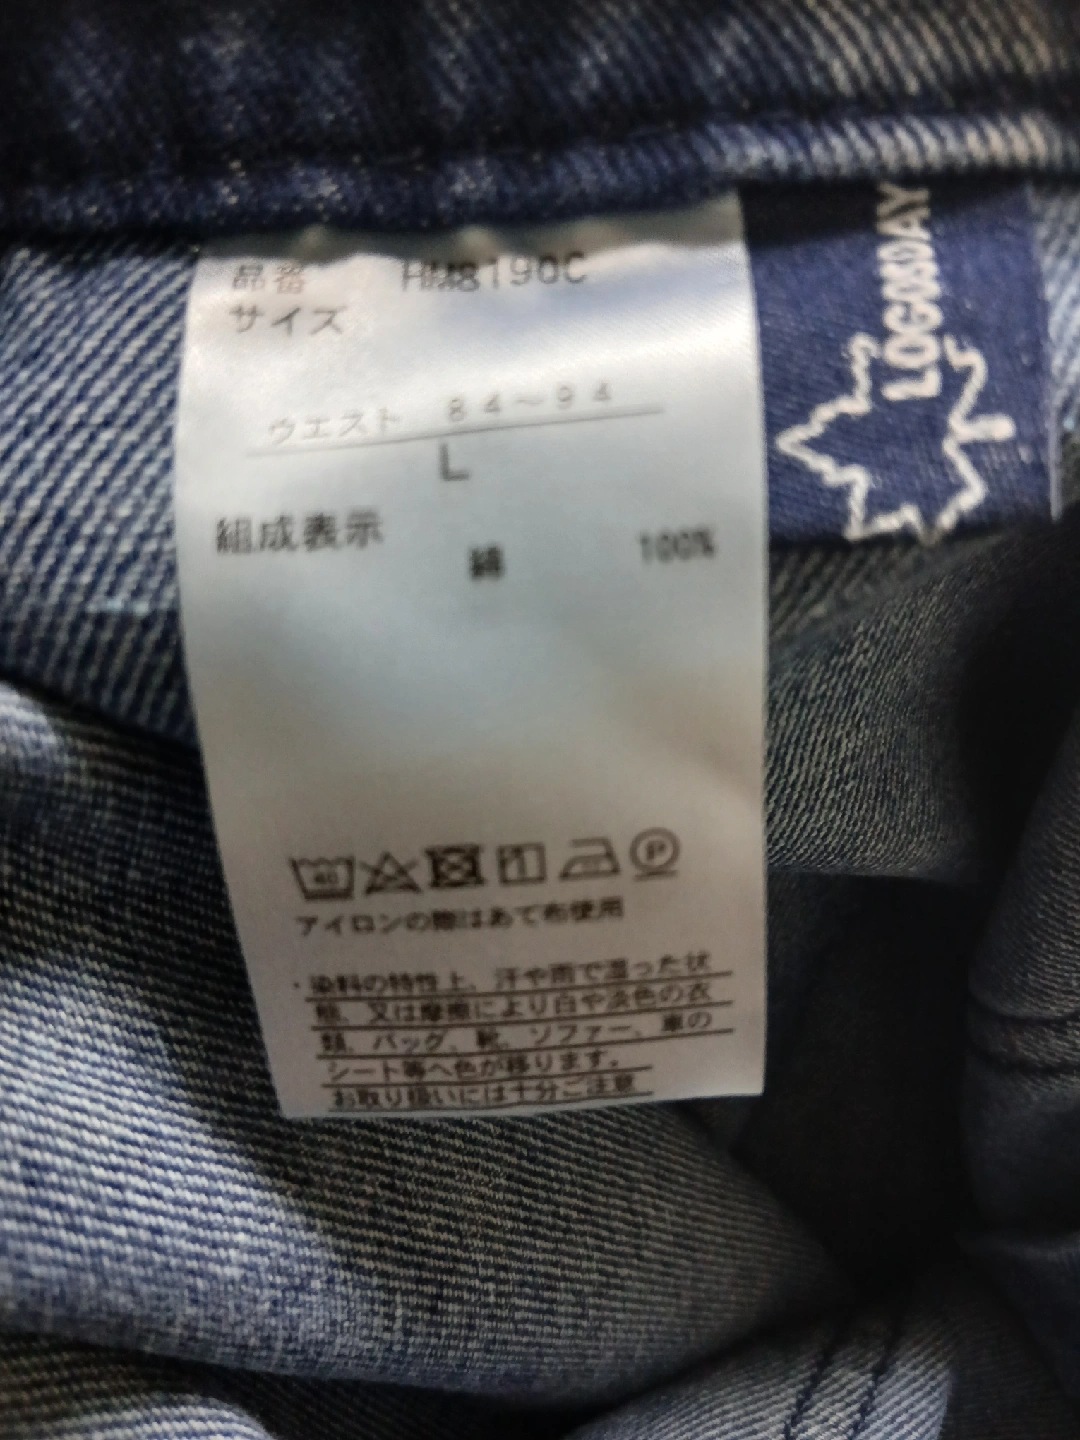 品番 HM8190C
サイズ
ウエスト 84~94
L
組成表示
綿 100%
40
P
アイロンの際はあて布使用
・染料の特性上、汗や雨で湿った状
態、又は摩擦により白や淡色の衣
類、バッグ、靴、ソファー、車の
シート等へ色が移ります。
お取り扱いには十分ご注意
LOGOSDAY